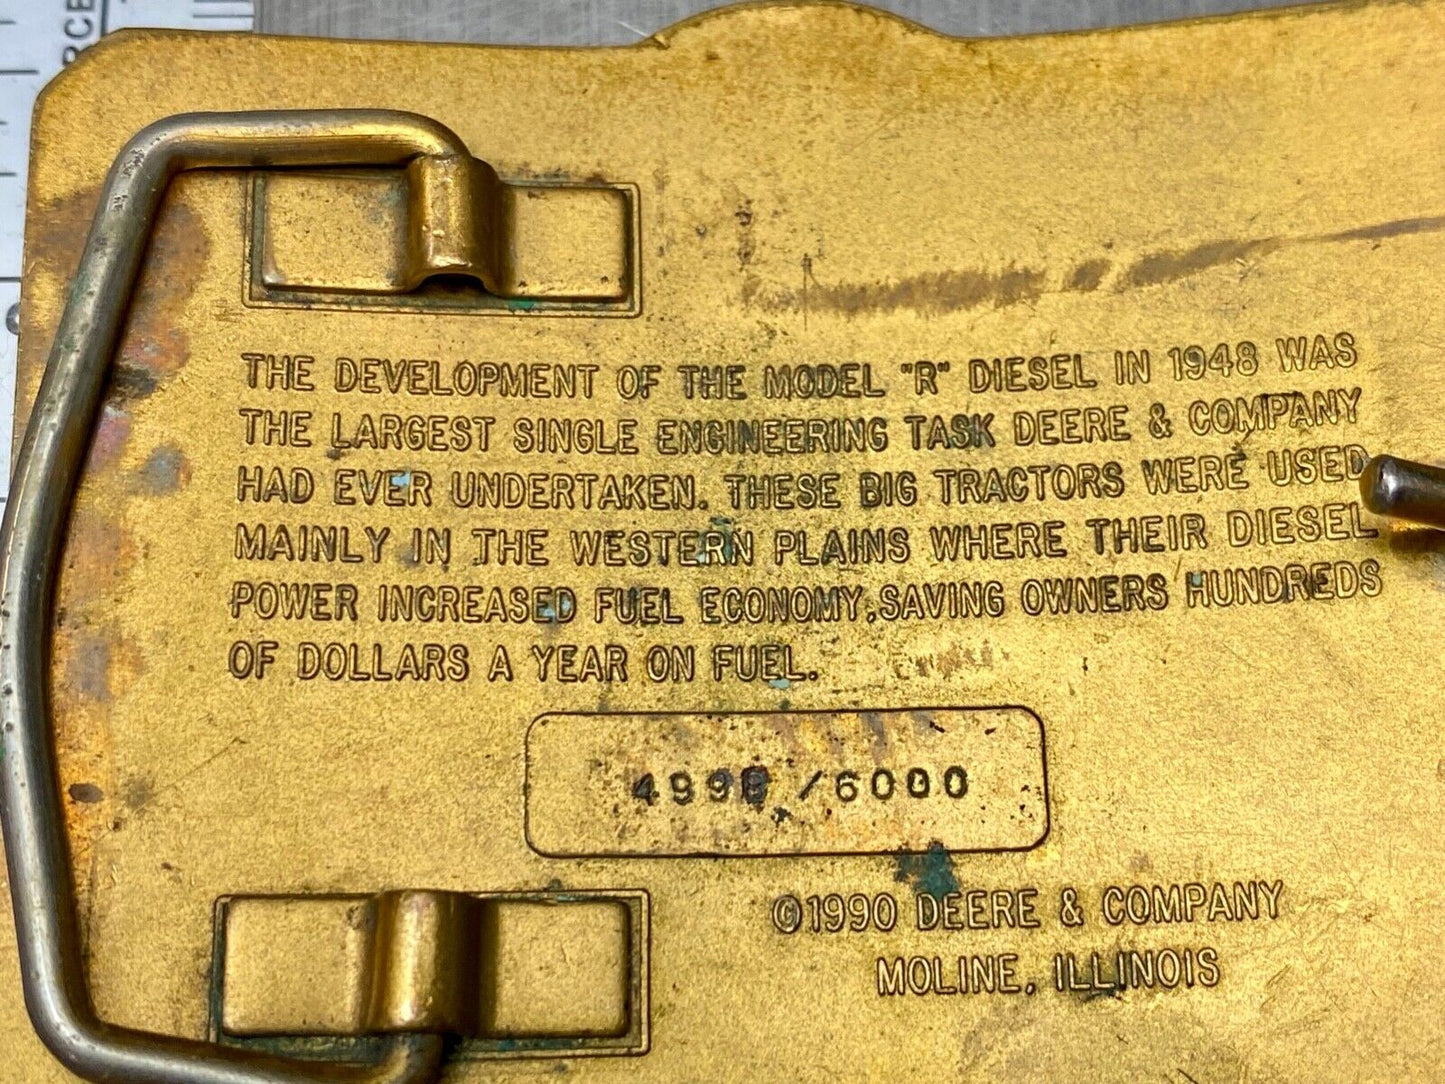 THE DEVELOPMENT OF THE MODEL "R" DIESEL IN 1948 WAS
THE LARGEST SINGLE ENGINEERING TASK DEERE & COMPANY
HAD EVER UNDERTAKEN. THESE BIG TRACTORS WERE USED
MAINLY IN THE WESTERN PLAINS WHERE THEIR DIESEL
POWER INCREASED FUEL ECONOMY, SAVING OWNERS HUNDREDS
OF DOLLARS A YEAR ON FUEL.
/6000
©1990 DEERE & COMPANY
MOLINE, ILLINOIS